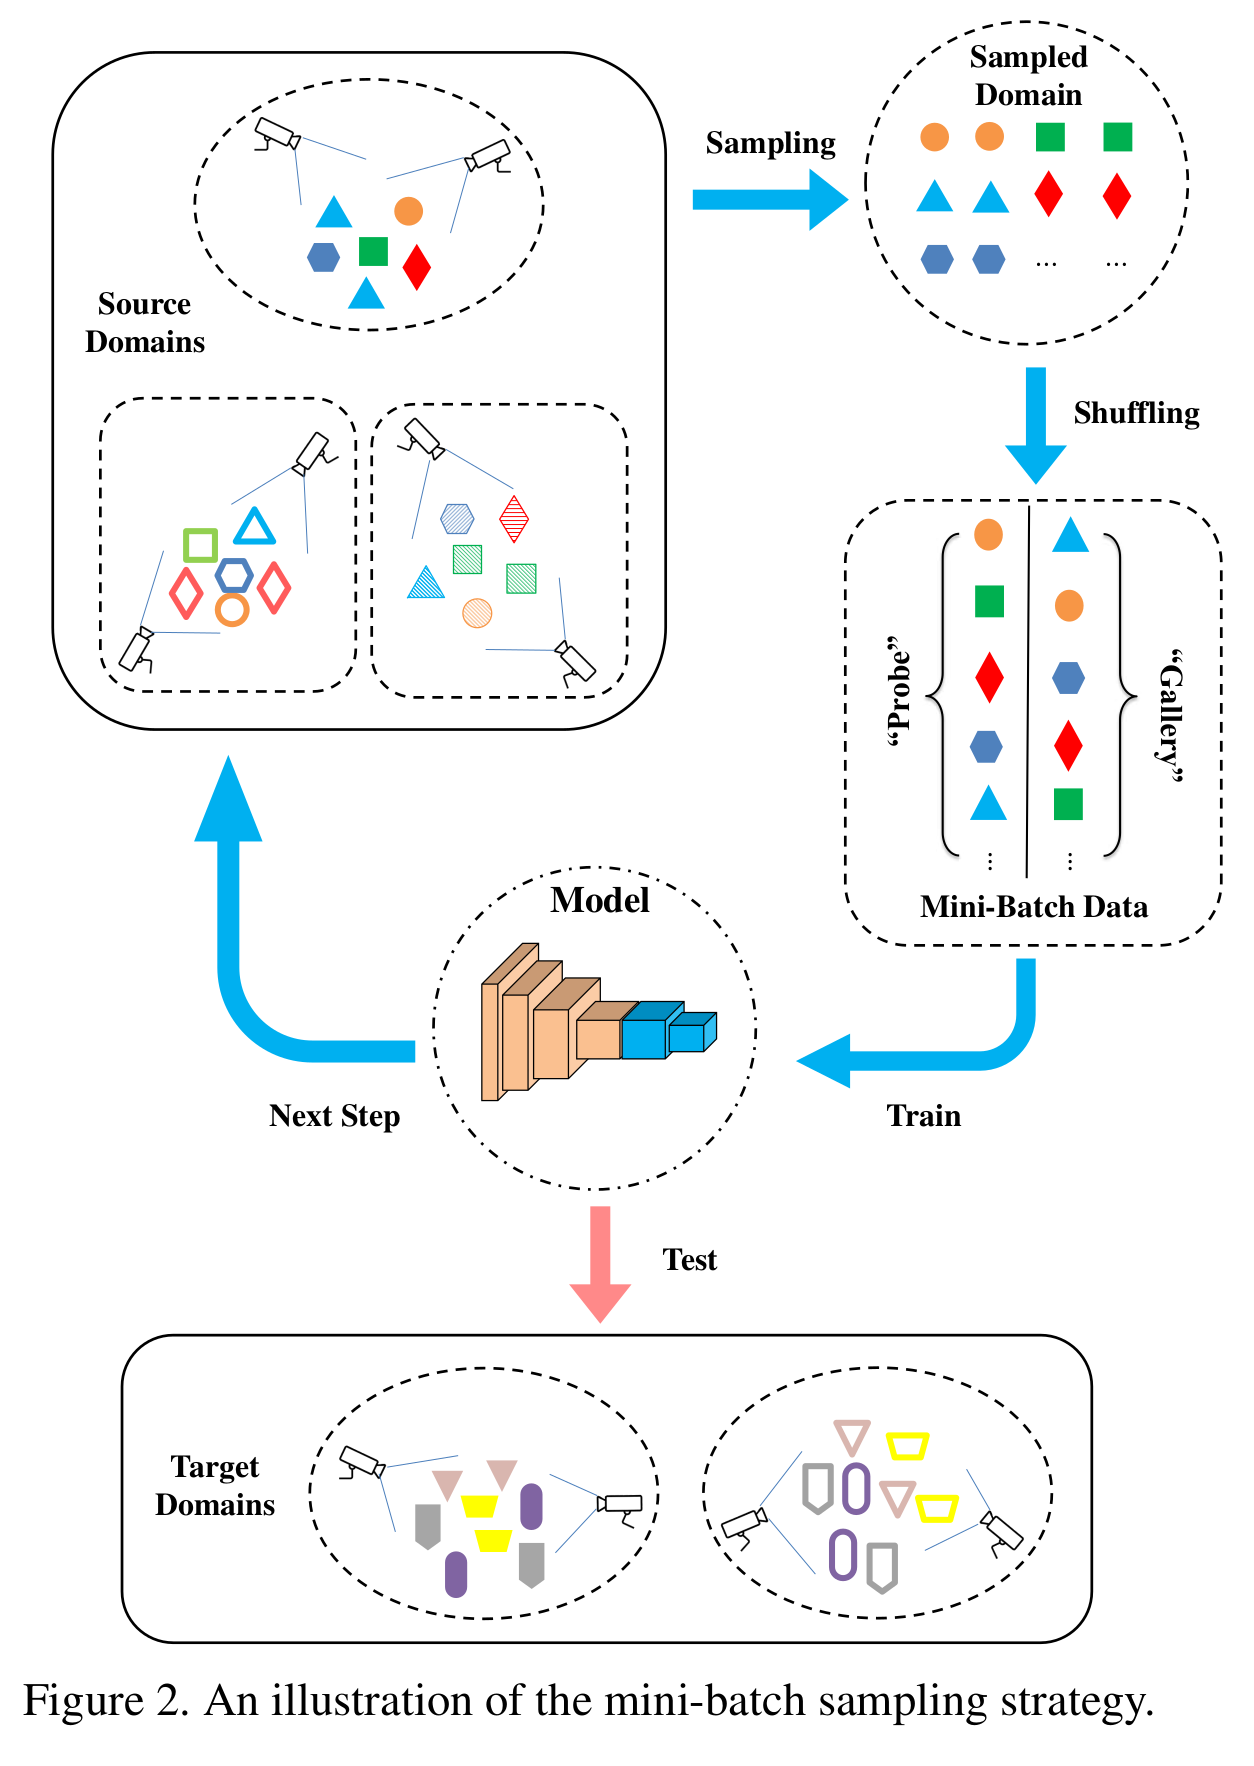 Sampled
Domain
Sampling
Source
Domains
... ...
Shuffling
“Probe”
“Gallery”
... ...
Mini-Batch Data
Model
Next Step
Train
Test
Target
Domains
Figure 2. An illustration of the mini-batch sampling strategy.